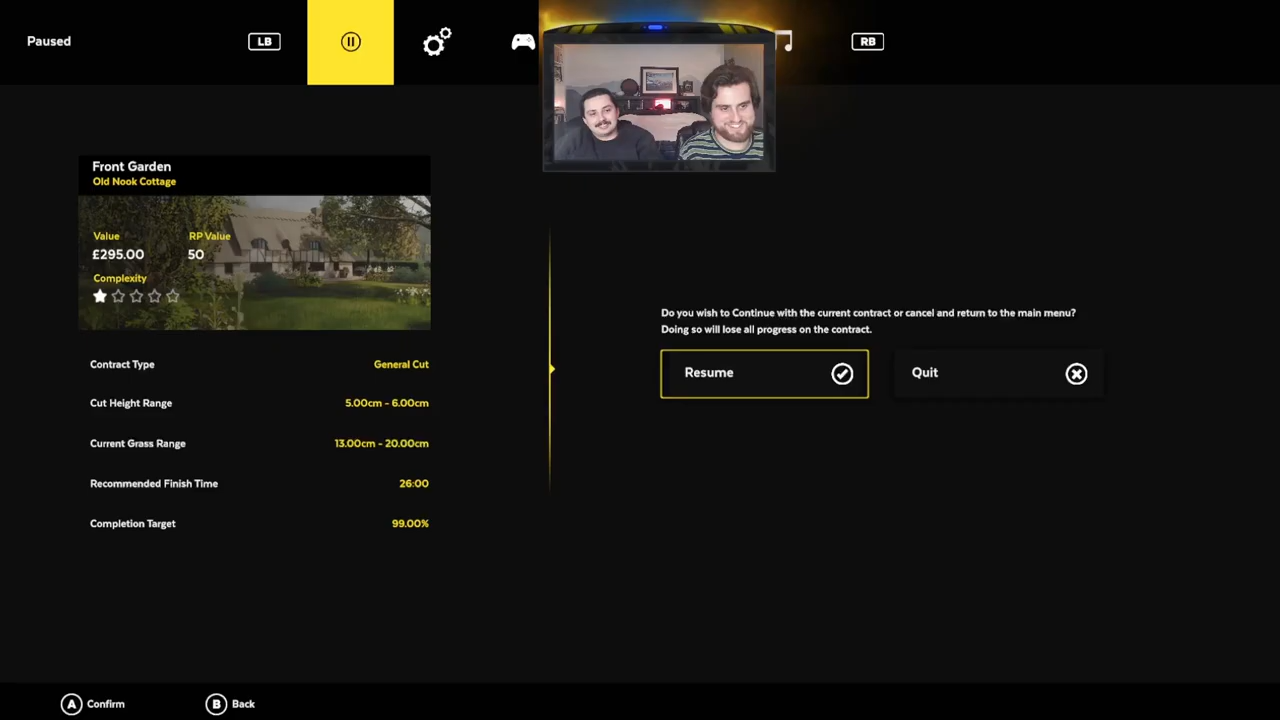 Paused
LB
RB
Front Garden
Old Nook Cottage
Value
RP Value
£295.00
50
Complexity
Contract Type
General Cut
Cut Height Range
5.00cm - 6.00cm
Current Grass Range
13.00cm - 20.00cm
Recommended Finish Time
26:00
Completion Target
99.00%
Do you wish to Continue with the current contract or cancel and return to the main menu?
Doing so will lose all progress on the contract.
Resume
Quit
A Confirm
B Back